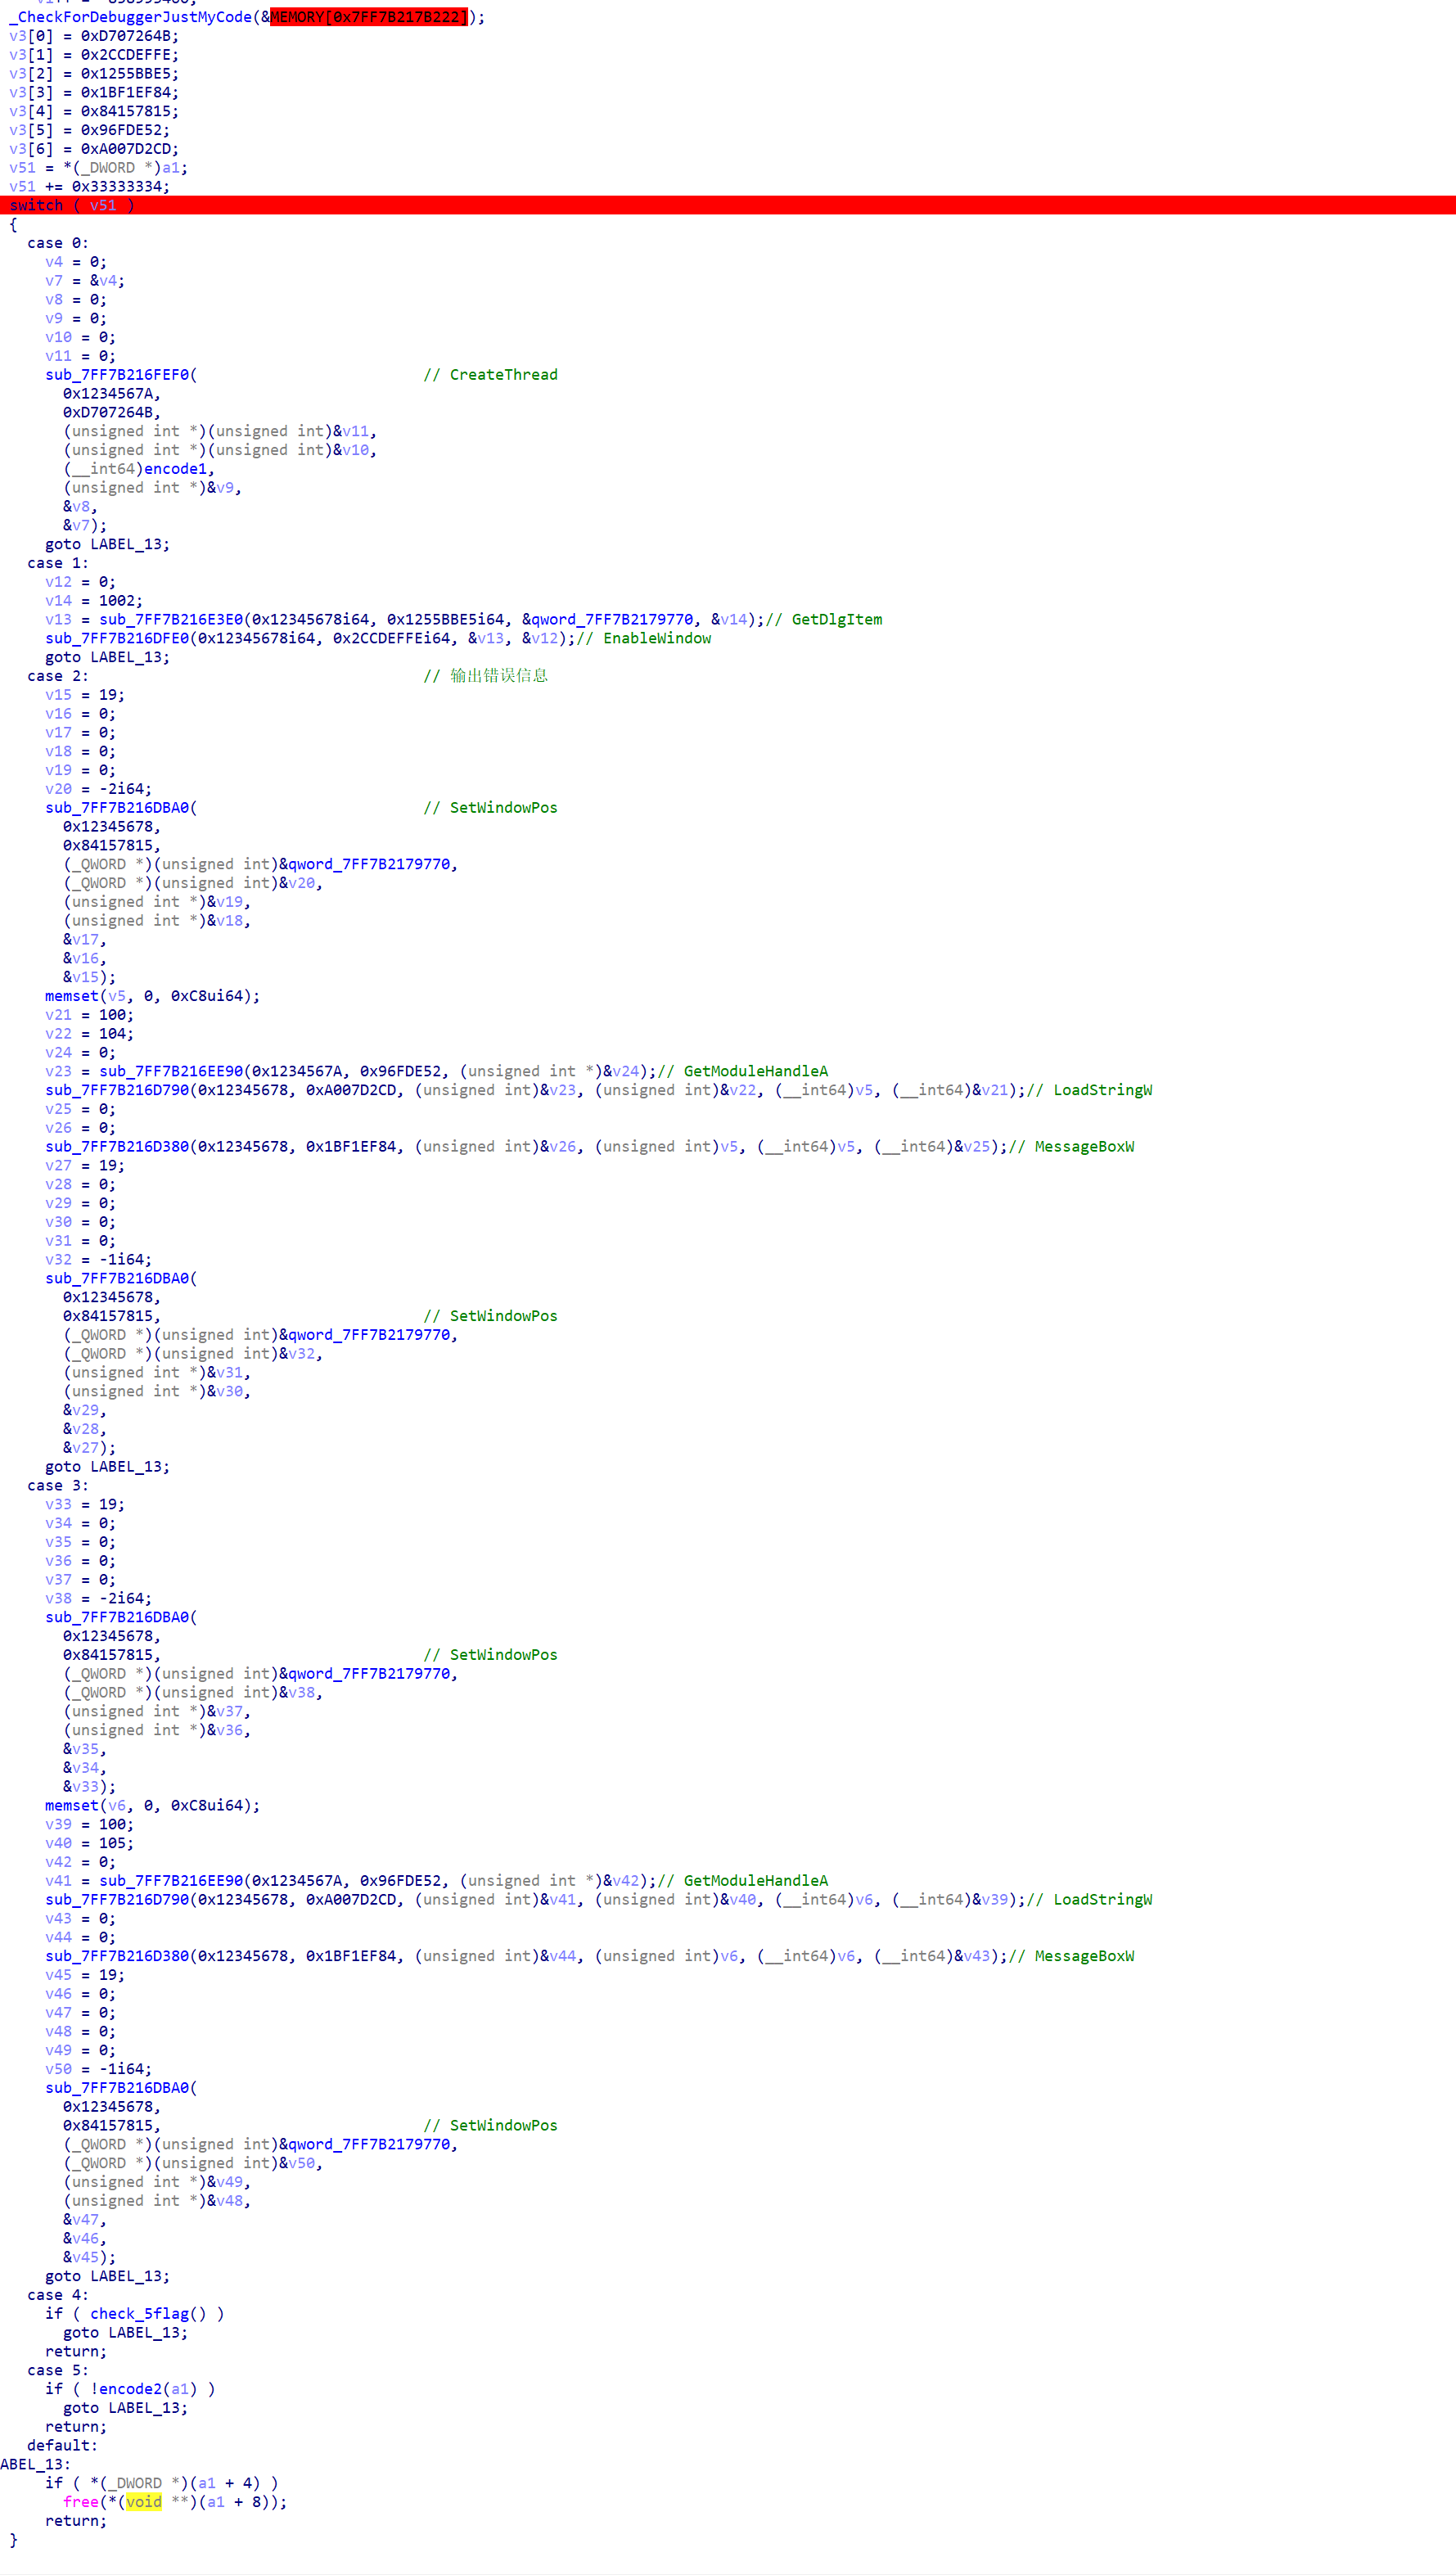 _CheckForDebuggerJustMyCode(&MEMORY[0x7FF7B217B222]);
v3[0] = 0xD707264B;
v3[1] = 0x2CCDEFFE;
v3[2] = 0x1255BBE5;
v3[3] = 0x1BF1EF84;
v3[4] = 0x84157815;
v3[5] = 0x96FDE52;
v3[6] = 0xA007D2CD;
v51 = *(_DWORD *)a1;
v51 += 0x33333334;
switch ( v51 )
{
case 0:
v4 = 0;
v7 = &v4;
v8 = 0;
v9 = 0;
v10 = 0;
v11 = 0;
sub_7FF7B216FEF0( // CreateThread
0x1234567A,
0xD707264B,
(unsigned int *)(unsigned int)&v11,
(unsigned int *)(unsigned int)&v10,
(__int64)encode1,
(unsigned int *)&v9,
&v8,
&v7);
goto LABEL_13;
case 1:
v12 = 0;
v14 = 1002;
v13 = sub_7FF7B216E3E0(0x12345678i64, 0x1255BBE5i64, &qword_7FF7B2179770, &v14);// GetDlgItem
sub_7FF7B216DFE0(0x12345678i64, 0x2CCDEFFEi64, &v13, &v12);// EnableWindow
goto LABEL_13;
case 2: // 输出错误信息
v15 = 19;
v16 = 0;
v17 = 0;
v18 = 0;
v19 = 0;
v20 = -2i64;
sub_7FF7B216DBA0( // SetWindowPos
0x12345678,
0x84157815,
(_QWORD *)(unsigned int)&qword_7FF7B2179770,
(_QWORD *)(unsigned int)&v20,
(unsigned int *)&v19,
(unsigned int *)&v18,
&v17,
&v16,
&v15);
memset(v5, 0, 0xC8ui64);
v21 = 100;
v22 = 104;
v24 = 0;
v23 = sub_7FF7B216EE90(0x1234567A, 0x96FDE52, (unsigned int *)&v24);// GetModuleHandleA
sub_7FF7B216D790(0x12345678, 0xA007D2CD, (unsigned int)&v23, (unsigned int)&v22, (__int64)v5, (__int64)&v21);// LoadStringW
v25 = 0;
v26 = 0;
sub_7FF7B216D380(0x12345678, 0x1BF1EF84, (unsigned int)&v26, (unsigned int)v5, (__int64)v5, (__int64)&v25);// MessageBoxW
v27 = 19;
v28 = 0;
v29 = 0;
v30 = 0;
v31 = 0;
v32 = -1i64;
sub_7FF7B216DBA0(
0x12345678,
0x84157815, // SetWindowPos
(_QWORD *)(unsigned int)&qword_7FF7B2179770,
(_QWORD *)(unsigned int)&v32,
(unsigned int *)&v31,
(unsigned int *)&v30,
&v29,
&v28,
&v27);
goto LABEL_13;
case 3:
v33 = 19;
v34 = 0;
v35 = 0;
v36 = 0;
v37 = 0;
v38 = -2i64;
sub_7FF7B216DBA0(
0x12345678,
0x84157815, // SetWindowPos
(_QWORD *)(unsigned int)&qword_7FF7B2179770,
(_QWORD *)(unsigned int)&v38,
(unsigned int *)&v37,
(unsigned int *)&v36,
&v35,
&v34,
&v33);
memset(v6, 0, 0xC8ui64);
v39 = 100;
v40 = 105;
v42 = 0;
v41 = sub_7FF7B216EE90(0x1234567A, 0x96FDE52, (unsigned int *)&v42);// GetModuleHandleA
sub_7FF7B216D790(0x12345678, 0xA007D2CD, (unsigned int)&v41, (unsigned int)&v40, (__int64)v6, (__int64)&v39);// LoadStringW
v43 = 0;
v44 = 0;
sub_7FF7B216D380(0x12345678, 0x1BF1EF84, (unsigned int)&v44, (unsigned int)v6, (__int64)v6, (__int64)&v43);// MessageBoxW
v45 = 19;
v46 = 0;
v47 = 0;
v48 = 0;
v49 = 0;
v50 = -1i64;
sub_7FF7B216DBA0(
0x12345678,
0x84157815, // SetWindowPos
(_QWORD *)(unsigned int)&qword_7FF7B2179770,
(_QWORD *)(unsigned int)&v50,
(unsigned int *)&v49,
(unsigned int *)&v48,
&v47,
&v46,
&v45);
goto LABEL_13;
case 4:
if ( check_5flag() )
goto LABEL_13;
return;
case 5:
if ( !encode2(a1) )
goto LABEL_13;
return;
default:
ABEL_13:
if ( *(_DWORD *)(a1 + 4) )
free(*(void **)(a1 + 8));
return;
}